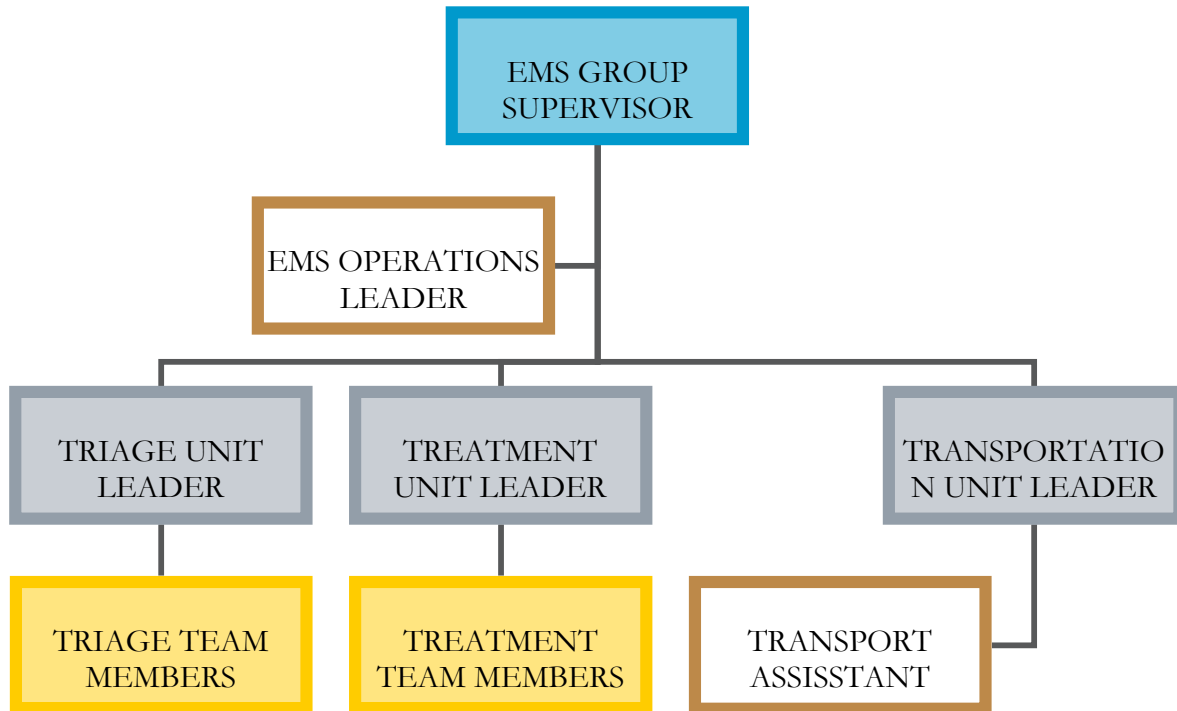 EMS GROUP
SUPERVISOR
EMS OPERATIONS
LEADER
TRIAGE UNIT
LEADER
TREATMENT
UNIT LEADER
TRANSPORTATIO
N UNIT LEADER
TRIAGE TEAM
MEMBERS
TREATMENT
TEAM MEMBERS
TRANSPORT
ASSISSTANT